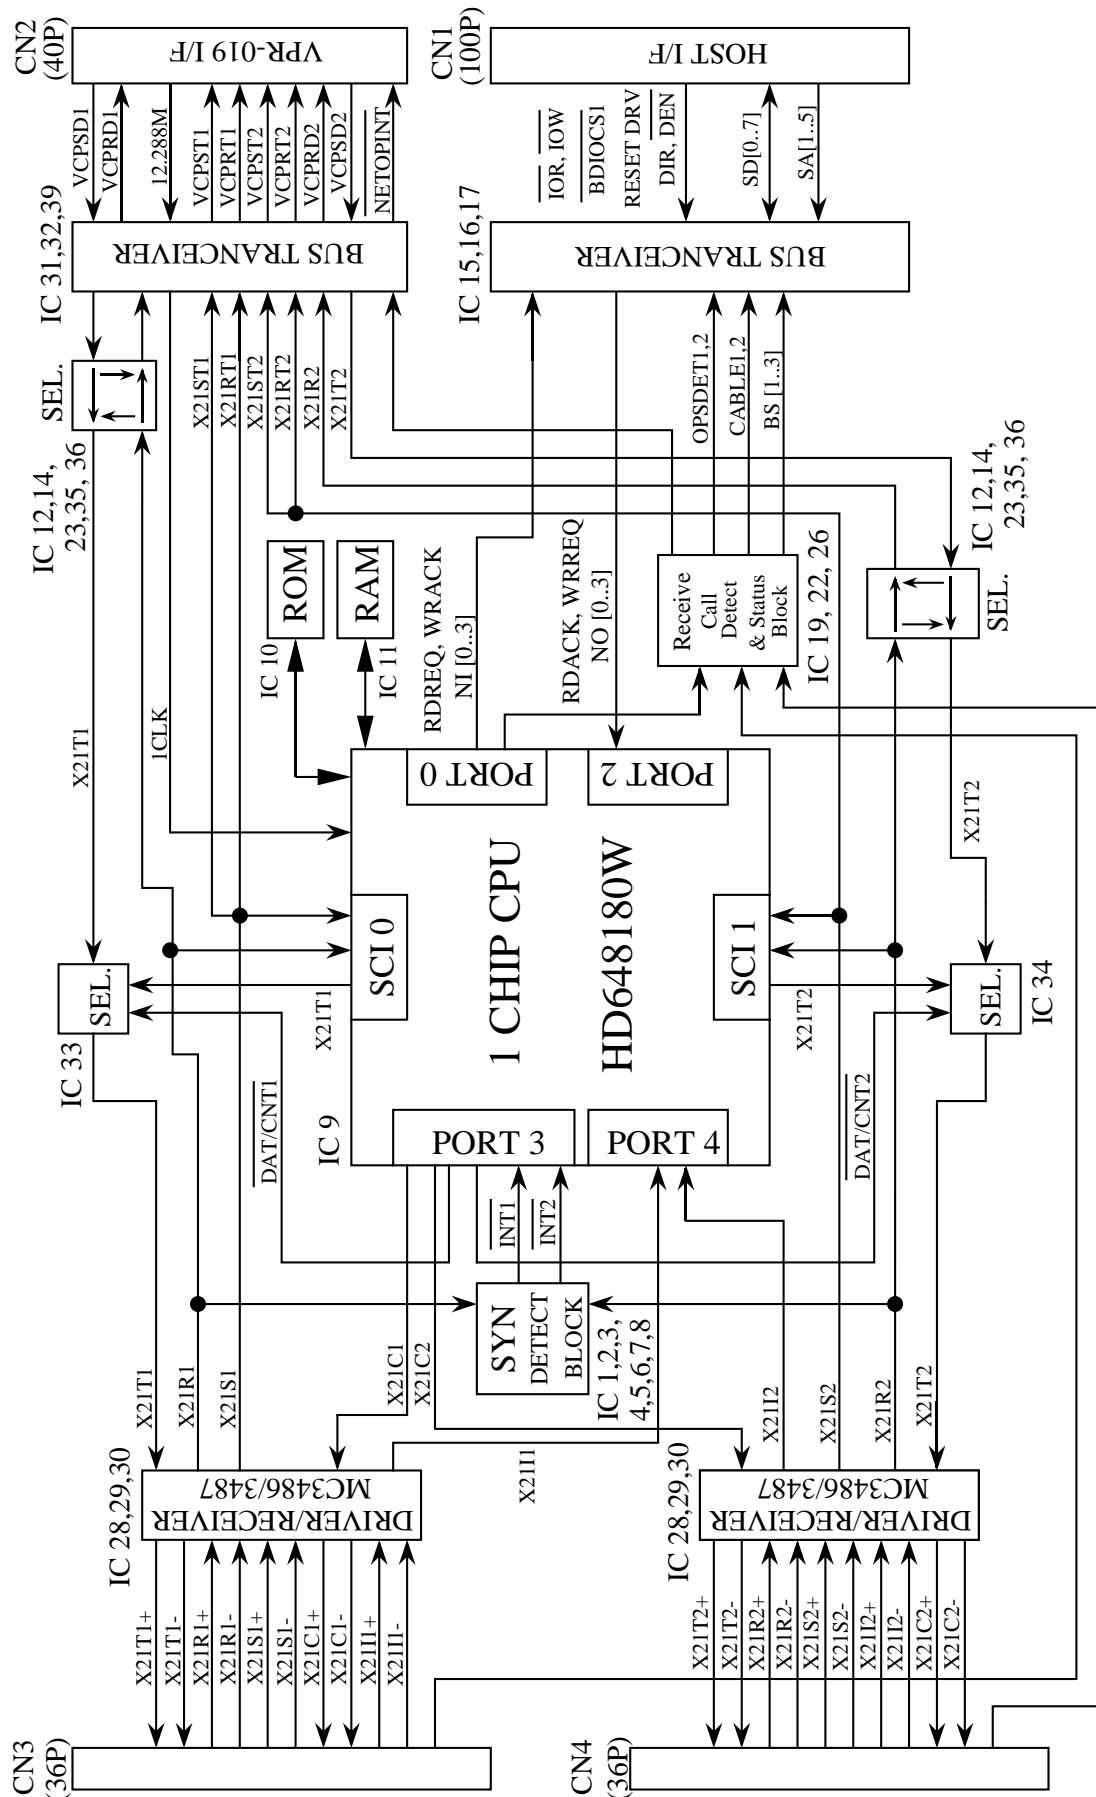 CN2
(40P)
VPR-019 I/F
CN1
(100P)
HOST I/F
VCPSD1
VCPRD1
12.288M
VCPST1
VCPRT1
VCPST2
VCPRT2
VCPRD2
VCPSD2
NETOPINT
IOR, IOW
BDIOCS1
RESET DRV
DIR, DEN
SD[0..7]
SA[1..5]
IC 31,32,39
BUS TRANCEIVER
IC 15,16,17
BUS TRANCEIVER
SEL.
IC 12,14,
23,35, 36
X21ST1
X21RT1
X21ST2
X21RT2
X21R2
X21T2
OPSDET1,2
CABLE1,2
BS [1..3]
IC 12,14,
23,35, 36
SEL.
ROM
IC 10
RAM
IC 11
RDREQ, WRACK
NI [0..3]
RDACK, WRREQ
NO [0..3]
Receive
Call
Detect
& Status
Block
IC 19, 22, 26
X21T1
1CLK
X21T2
PORT 0
PORT 2
1 CHIP CPU
HD648180W
SCI 0
SCI 1
SEL.
IC 33
X21T1
X21T2
SEL.
IC 34
DAT/CNT1
IC 9
DAT/CNT2
PORT 3
PORT 4
INT1
INT2
SYN
DETECT
BLOCK
IC 1,2,3,
4,5,6,7,8
X21T1
X21R1
X21S1
X21C1
X21C2
X21I1
X21I2
X21S2
X21R2
X21T2
IC 28,29,30
DRIVER/RECEIVER
MC3486/3487
IC 28,29,30
DRIVER/RECEIVER
MC3486/3487
X21T1+
X21T1-
X21R1+
X21R1-
X21S1+
X21S1-
X21C1+
X21C1-
X21I1+
X21I1-
X21T2+
X21T2-
X21R2+
X21R2-
X21S2+
X21S2-
X21I2+
X21I2-
X21C2+
X21C2-
CN3
(36P)
CN4
(36P)